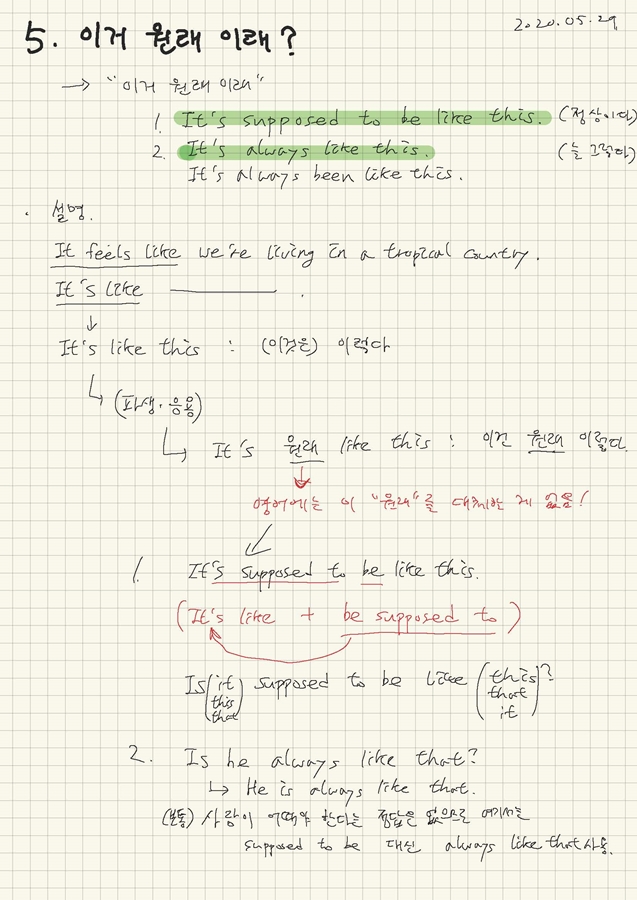 2020.05.29
5. 이거 원래 이래?
→ "이거 원래 이래"
1. It's supposed to be like this. (정상이다)
2. It's always like this. (늘 그렇다)
It's always been like this.
· 설명.
It feels like we're living in a tropical country.
It's like ______ .
↓
It's like this : (이것은) 이렇다
↳ (파생·응용)
↳ It's 원래 like this : 이건 원래 이렇다.
영어에는 이 "원래"를 대체하는 게 없음!
1. It's supposed to be like this.
(It's like + be supposed to)
Is (it this that) supposed to be like (this that it)?
2. Is he always like that?
↳ He is always like that.
(보통) 사람이 어때야 한다는 정답은 없으므로 여기서는
supposed to be 대신 always like that 사용.